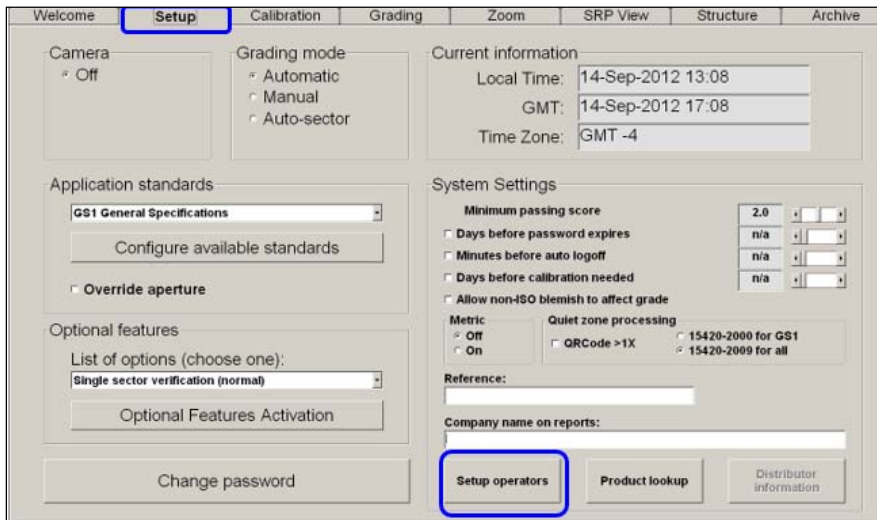 Welcome Setup Calibration Grading Zoom SRP View Structure Archive
Camera
Off
Grading mode
Automatic
Manual
Auto-sector
Current information
Local Time: 14-Sep-2012 13:08
GMT: 14-Sep-2012 17:08
Time Zone: GMT -4
Application standards
GS1 General Specifications
Configure available standards
Override aperture
Optional features
List of options (choose one):
Single sector verification (normal)
Optional Features Activation
Change password
System Settings
Minimum passing score 2.0
Days before password expires n/a
Minutes before auto logoff n/a
Days before calibration needed n/a
Allow non-ISO blemish to affect grade
Metric
Off
On
Quiet zone processing
QRCode >1X
15420-2000 for GS1
15420-2009 for all
Reference:
Company name on reports:
Setup operators
Product lookup
Distributor
information